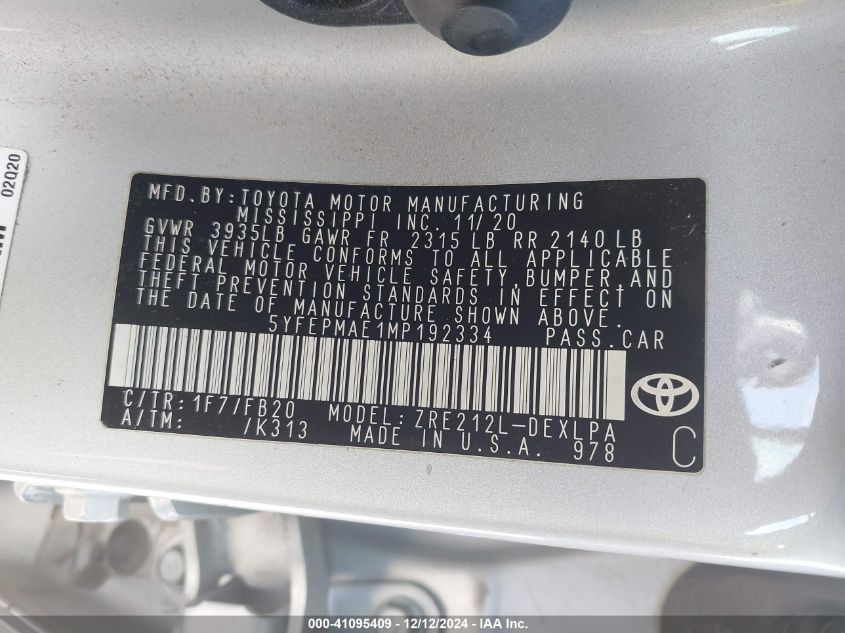 02Q20
MFD.BY:TOYOTA MOTOR MANUFACTURING
MISSISSIPPI INC. 11/20
GVWR 3935LB GAWR FR 2315 LB RR 2140 LB
THIS VEHICLE CONFORMS TO ALL APPLICABLE
FEDERAL MOTOR VEHICLE SAFETY, BUMPER, AND
THEFT PREVENTION STANDARDS IN EFFECT ON
THE DATE OF MANUFACTURE SHOWN ABOVE.
5YFEPMAE1MP192334 PASS.CAR
C/TR: 1F7/FB20 MODEL: ZRE212L-DEXLPA
A/TM: /K313 MADE IN U.S.A. 978
C
000-41095409 - 12/12/2024 - IAA Inc.